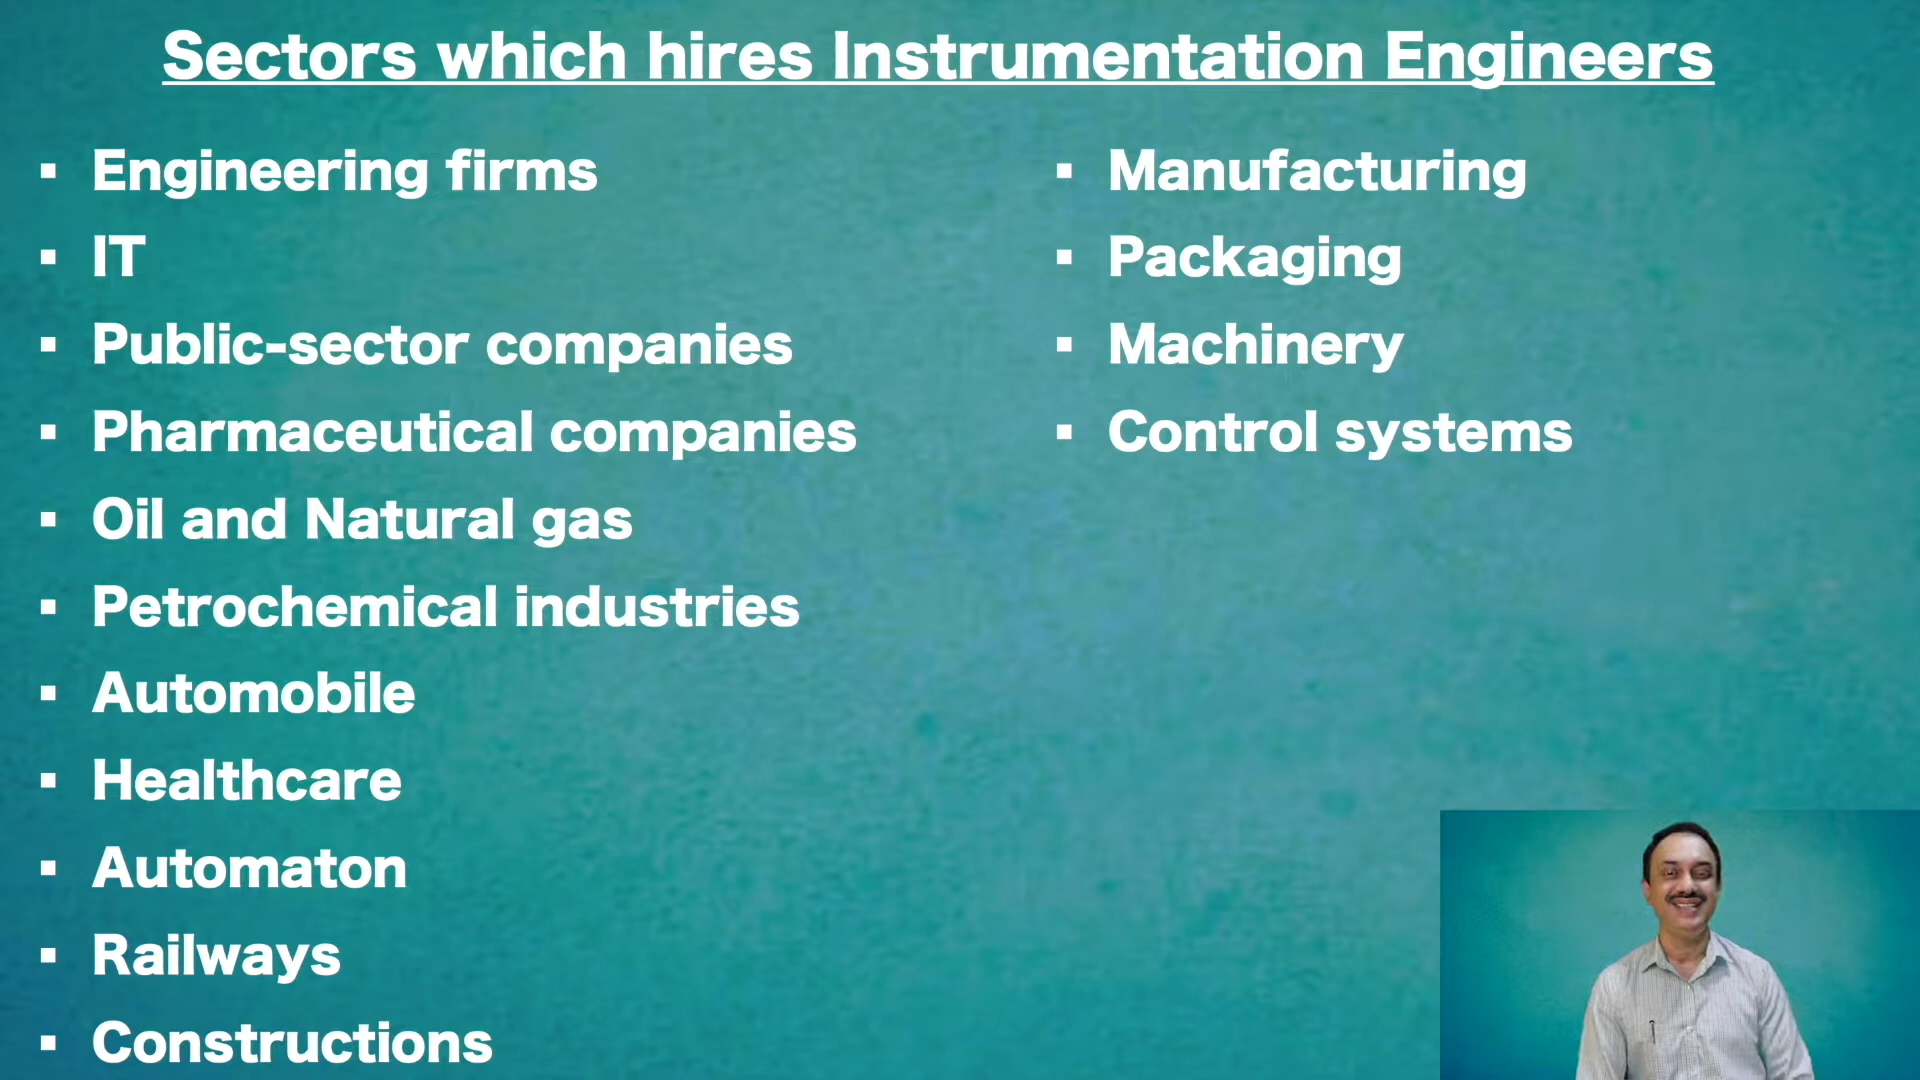 Sectors which hires Instrumentation Engineers
▪ Engineering firms
▪ IT
▪ Public-sector companies
▪ Pharmaceutical companies
▪ Oil and Natural gas
▪ Petrochemical industries
▪ Automobile
▪ Healthcare
▪ Automaton
▪ Railways
▪ Constructions
▪ Manufacturing
▪ Packaging
▪ Machinery
▪ Control systems